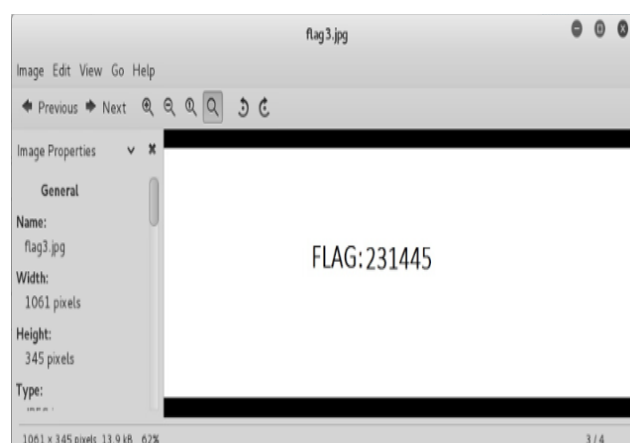 flag3.jpg
Image Edit View Go Help
Previous Next
Image Properties
General
Name:
flag3.jpg
Width:
1061 pixels
Height:
345 pixels
Type:
FLAG:231445
1061 x 345 pixels 13.9 kB 62%
3 / 4